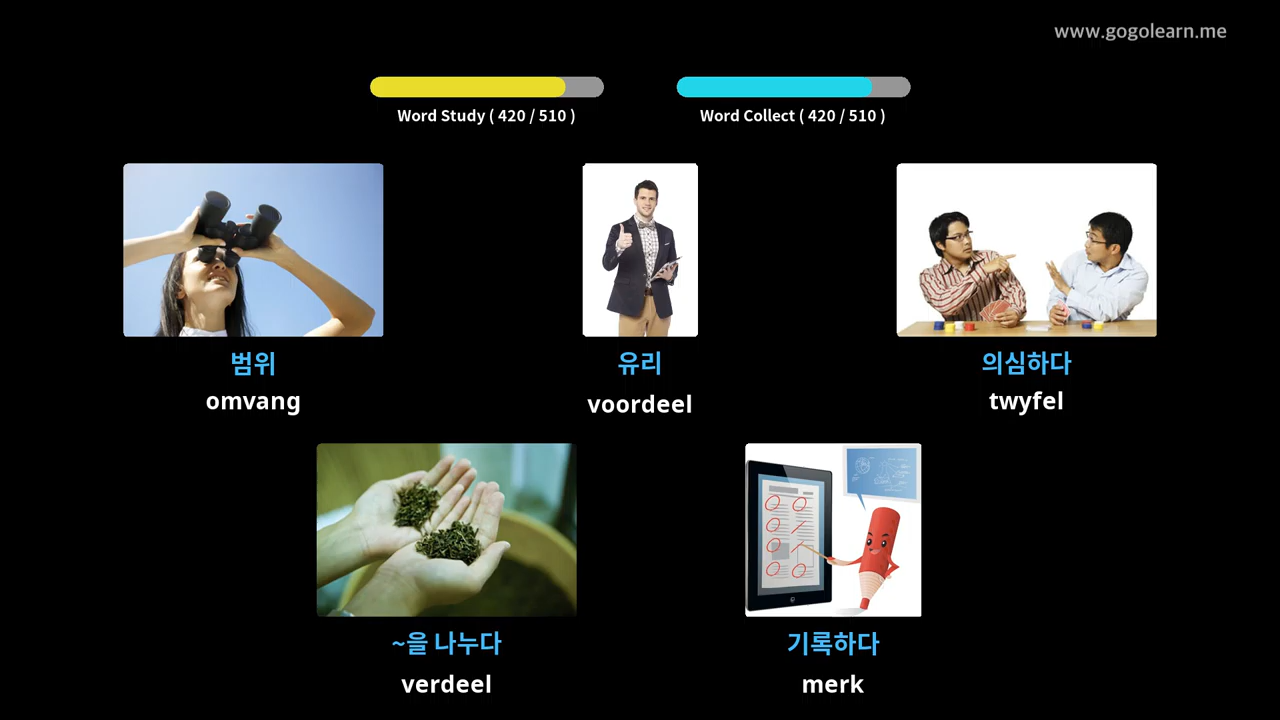 www.gogolearn.me
Word Study ( 420 / 510 )
Word Collect ( 420 / 510 )
범위
omvang
유리
voordeel
의심하다
twyfel
~을 나누다
verdeel
기록하다
merk